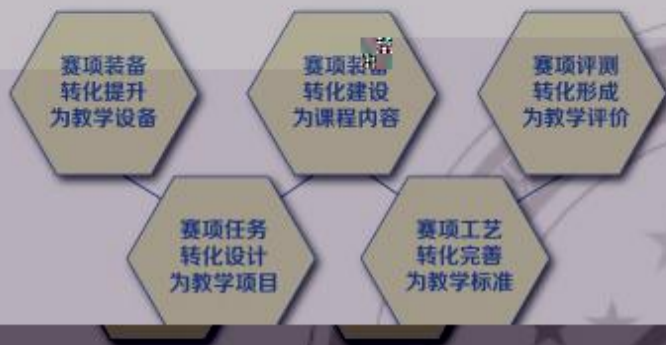 赛项装备
转化提升
为教学设备
赛项装备
转化建设
为课程内容
赛项评测
转化形成
为教学评价
赛项任务
转化设计
为教学项目
赛项工艺
转化完善
为教学标准